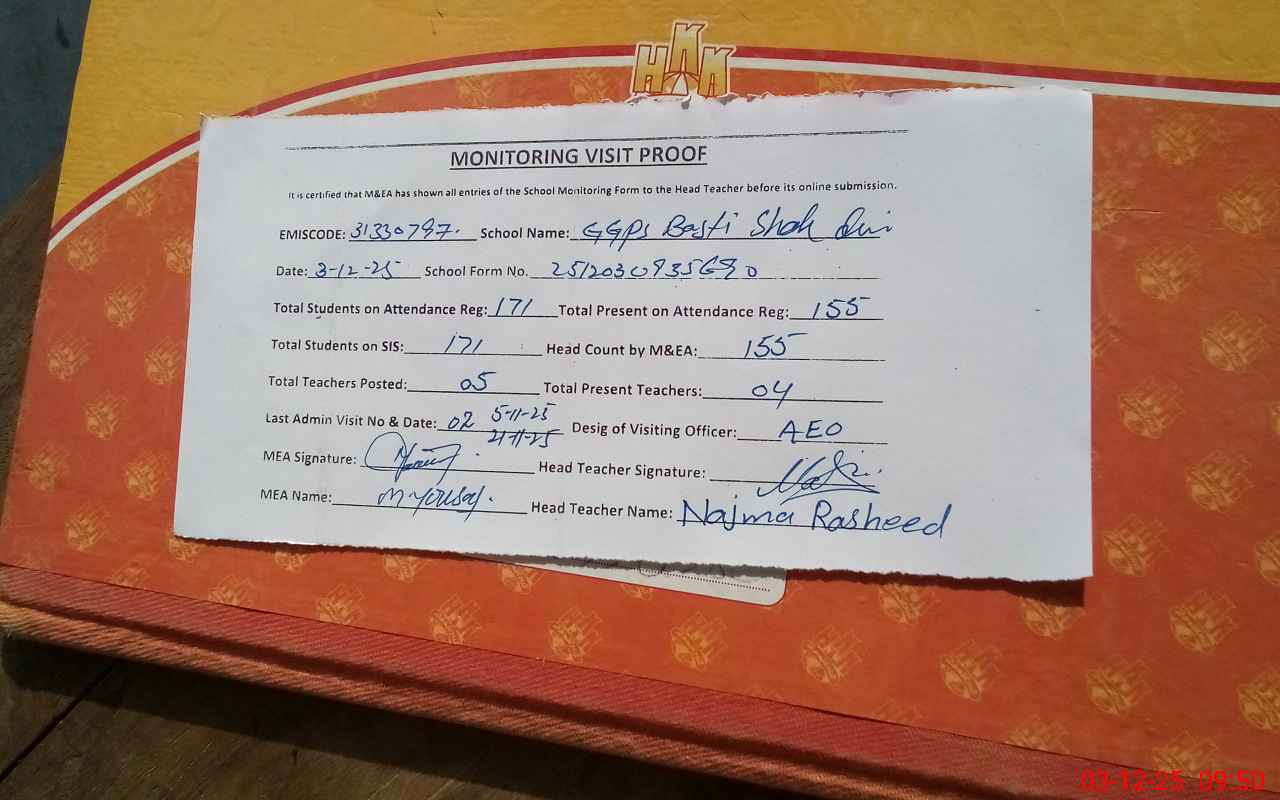 HKK
MONITORING VISIT PROOF
It is certified that M&EA has shown all entries of the School Monitoring Form to the Head Teacher before its online submission.
EMISCODE: 31330797. School Name: GGPS Basti Shah
Date: 3-12-25 School Form No.
Total Students on Attendance Reg: 171 Total Present on Attendance Reg: 155
Total Students on SIS: 171 Head Count by M&EA: 155
Total Teachers Posted: 05 Total Present Teachers: 04
Last Admin Visit No & Date: 02 5-11-25 21-11-25 Desig of Visiting Officer: AEO
MEA Signature: Head Teacher Signature:
MEA Name: M. Yousaf. Head Teacher Name: Najma Rasheed
03-12-25 09:50